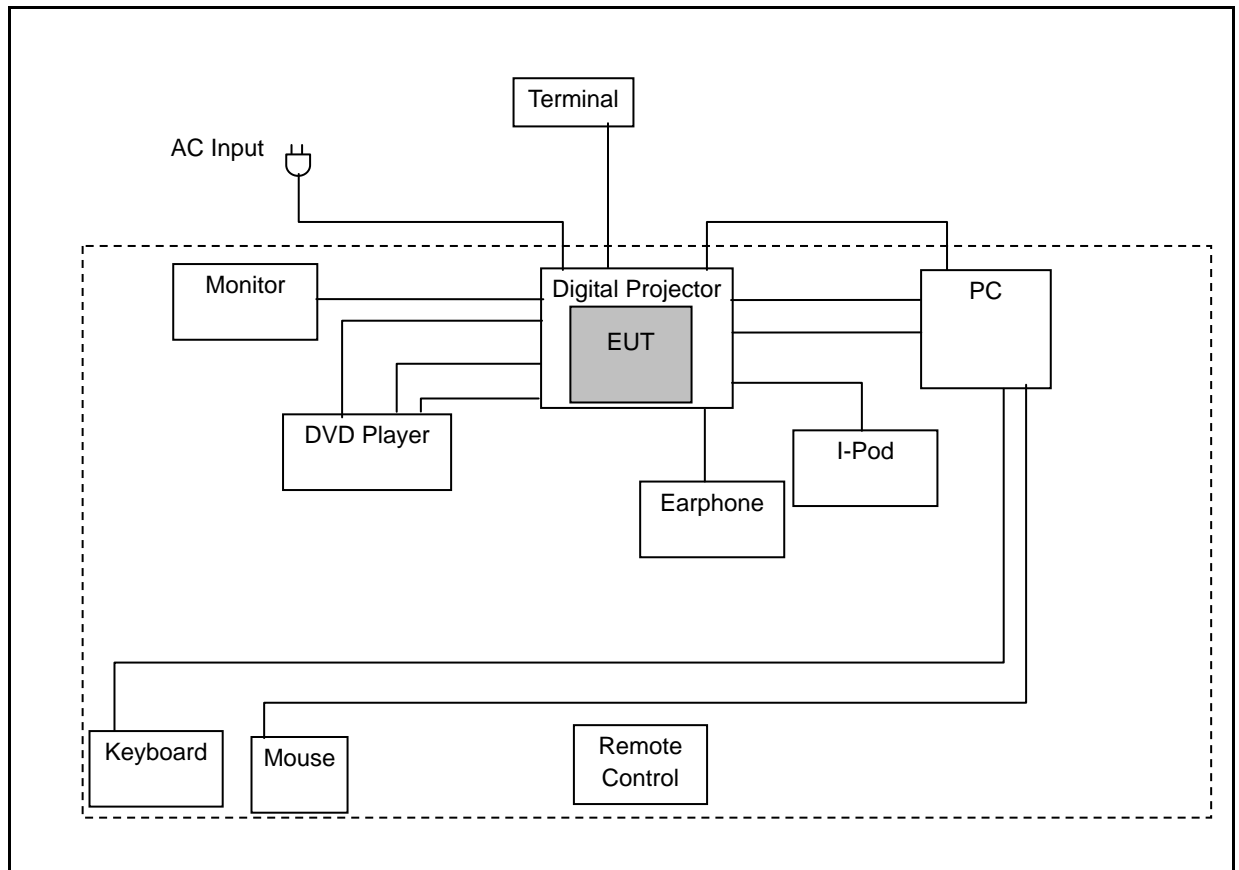 Terminal
AC Input
Monitor
Digital Projector
PC
EUT
DVD Player
I-Pod
Earphone
Keyboard
Mouse
Remote
Control